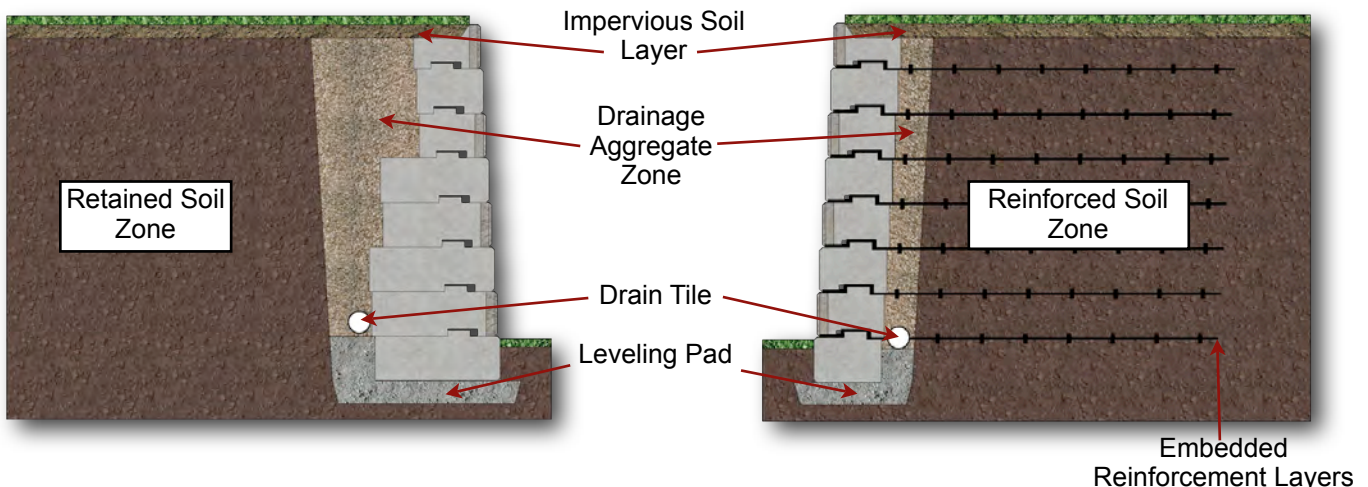 Impervious Soil
Layer
Drainage
Aggregate
Zone
Retained Soil
Zone
Reinforced Soil
Zone
Drain Tile
Leveling Pad
Embedded
Reinforcement Layers